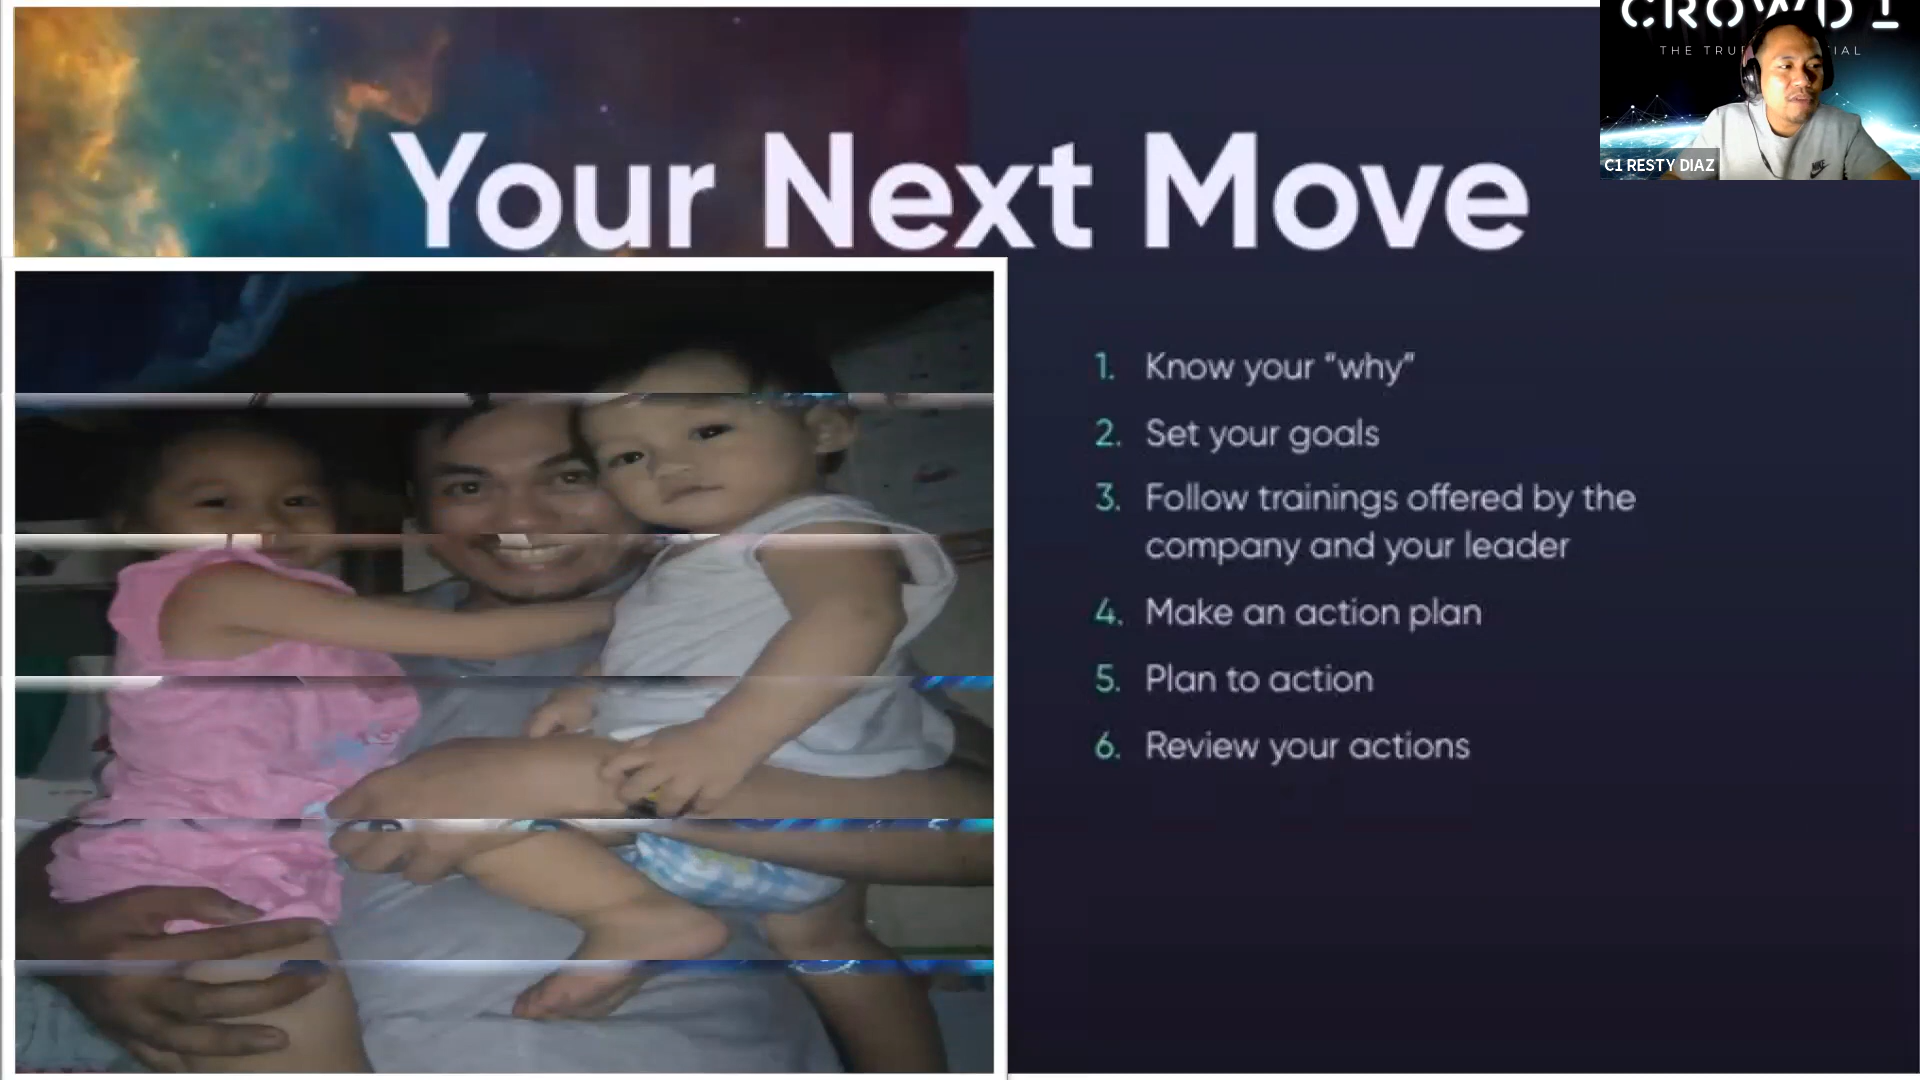 CROWD 1
THE TRUE
Your Next Move
NIKE
C1 RESTY DIAZ
1. Know your “why”
2. Set your goals
3. Follow trainings offered by the
company and your leader
4. Make an action plan
5. Plan to action
6. Review your actions